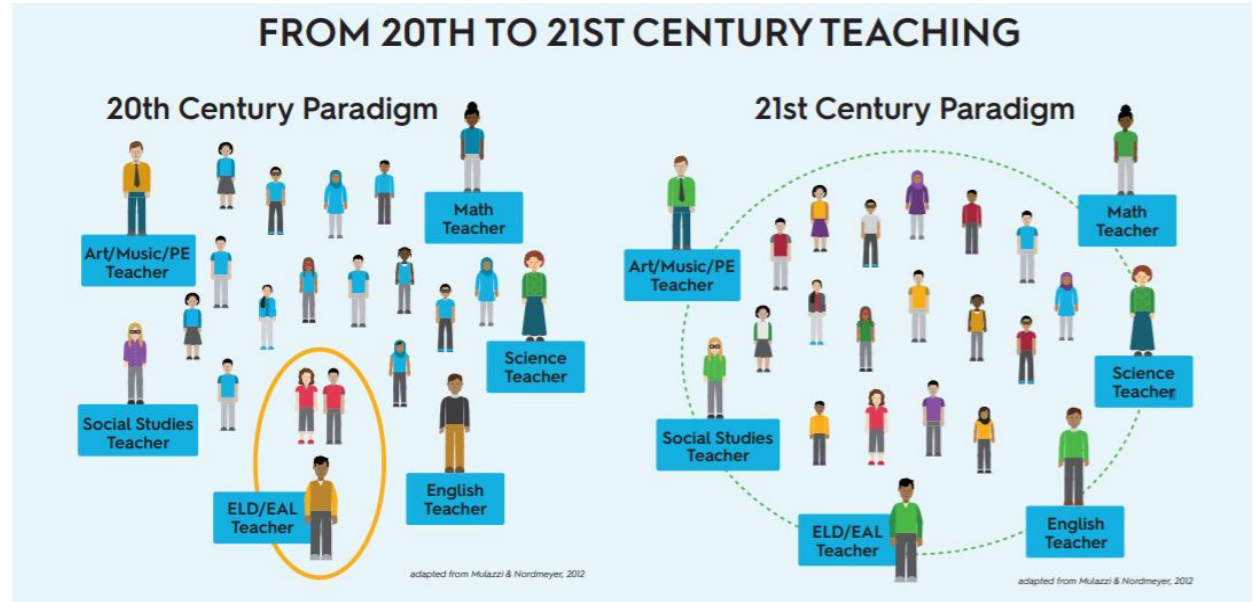 FROM 20TH TO 21ST CENTURY TEACHING
20th Century Paradigm
Math
Teacher
Art/Music/PE
Teacher
Science
Teacher
Social Studies
Teacher
English
Teacher
ELD/EAL
Teacher
adapted from Mulazzi & Nordmeyer, 2012
21st Century Paradigm
Math
Teacher
Art/Music/PE
Teacher
Science
Teacher
Social Studies
Teacher
English
Teacher
ELD/EAL
Teacher
adapted from Mulazzi & Nordmeyer, 2012